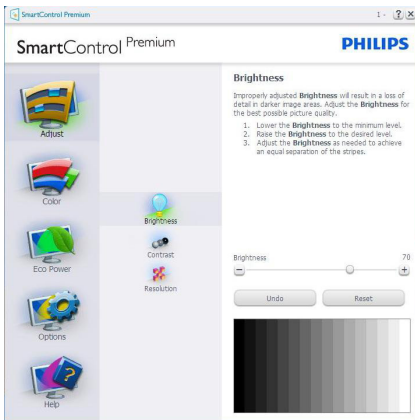 SmartControl Premium
1 -
?
SmartControl Premium
PHILIPS
Adjust
Color
Eco Power
Options
Help
Brightness
Contrast
Resolution
Brightness
Improperly adjusted Brightness will result in a loss of
detail in darker image areas. Adjust the Brightness for
the best possible picture quality.
1. Lower the Brightness to the minimum level.
2. Rase the Brightness to the desired level.
3. Adjust the Brightness as needed to achieve
an equal separation of the stripes.
Brightness 70
Undo Reset